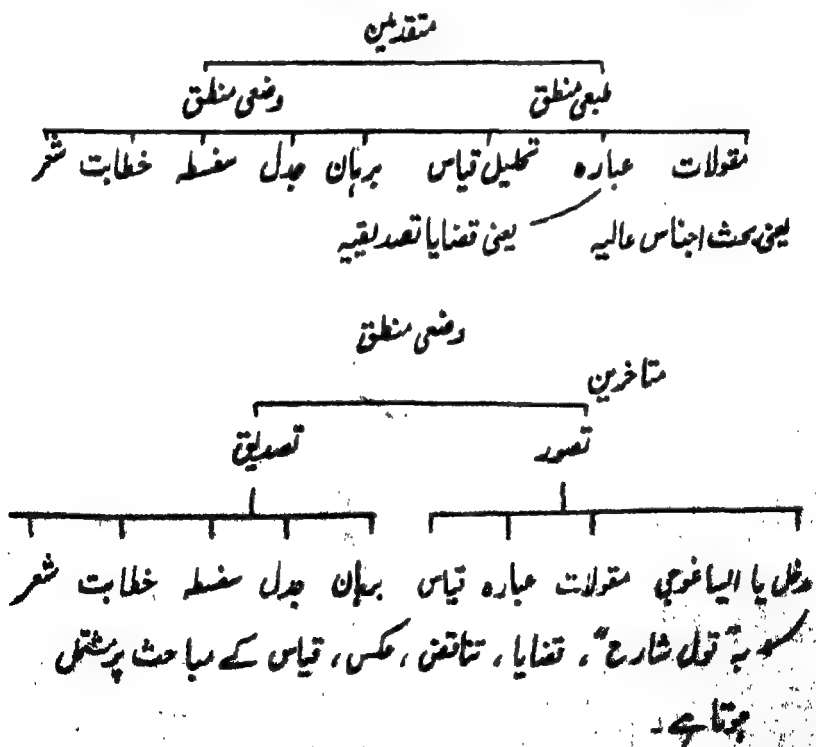 متقدمین
طبعی منطق وضعی منطق
مقولات عبارہ تحلیل قیاس برہان جدل سفسطہ خطابت شعر
یعنی بحث اجناس عالیہ یعنی قضایا تصدیقیہ
وضعی منطق
متاخرین
تصور تصدیق
مدخل یا ایساغوجی مقولات عبارہ قیاس برہان جدل سفسطہ خطابت شعر
یہ "قول شارح"، قضایا، تناقض، عکس، قیاس کے مباحث پر مشتمل
ہوتا ہے۔